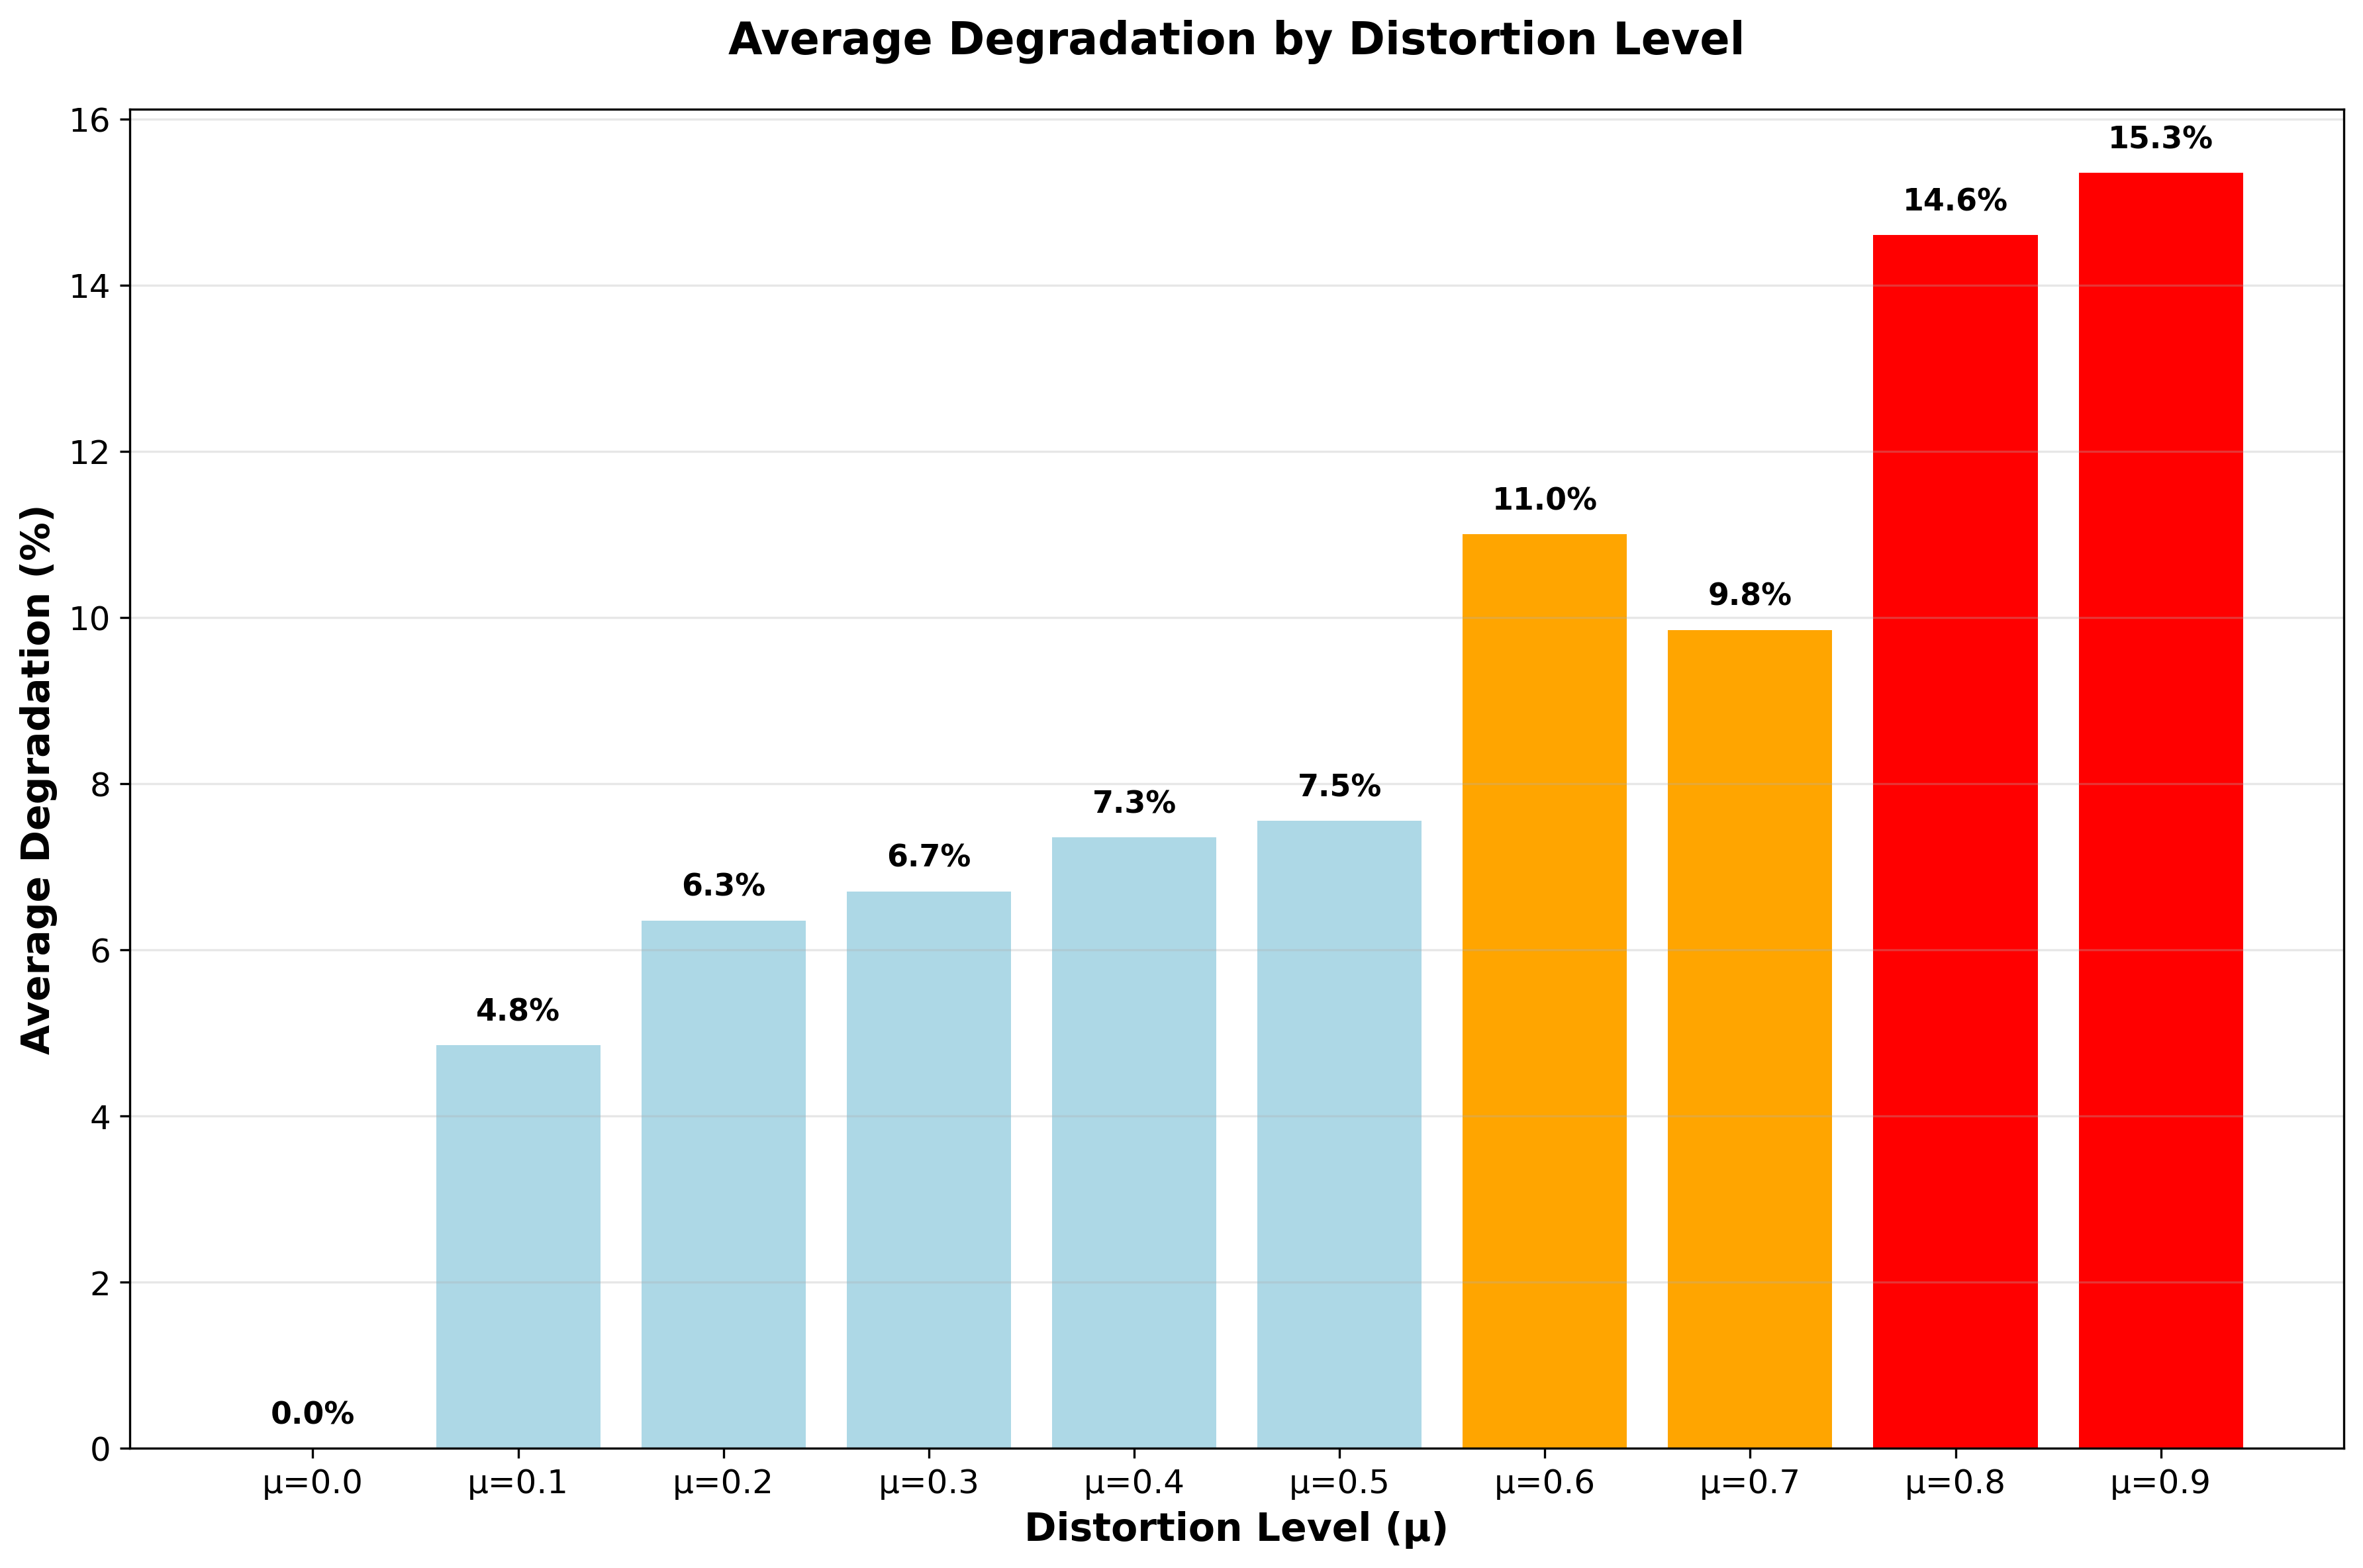 Average Degradation by Distortion Level
Average Degradation (%)
16
14
12
10
8
6
4
2
0
0.0%
4.8%
6.3%
6.7%
7.3%
7.5%
11.0%
9.8%
14.6%
15.3%
μ=0.0
μ=0.1
μ=0.2
μ=0.3
μ=0.4
μ=0.5
μ=0.6
μ=0.7
μ=0.8
μ=0.9
Distortion Level (μ)